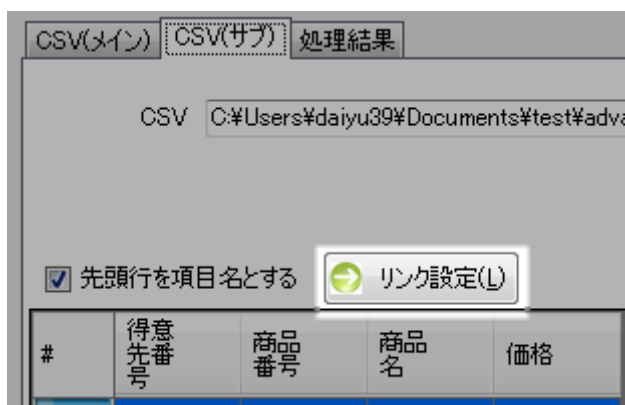 CSV(メイン) CSV(サブ) 処理結果
CSV C:¥Users¥daiyu39¥Documents¥test¥adva
先頭行を項目名とする リンク設定(L)
# 得意先番号 商品番号 商品名 価格